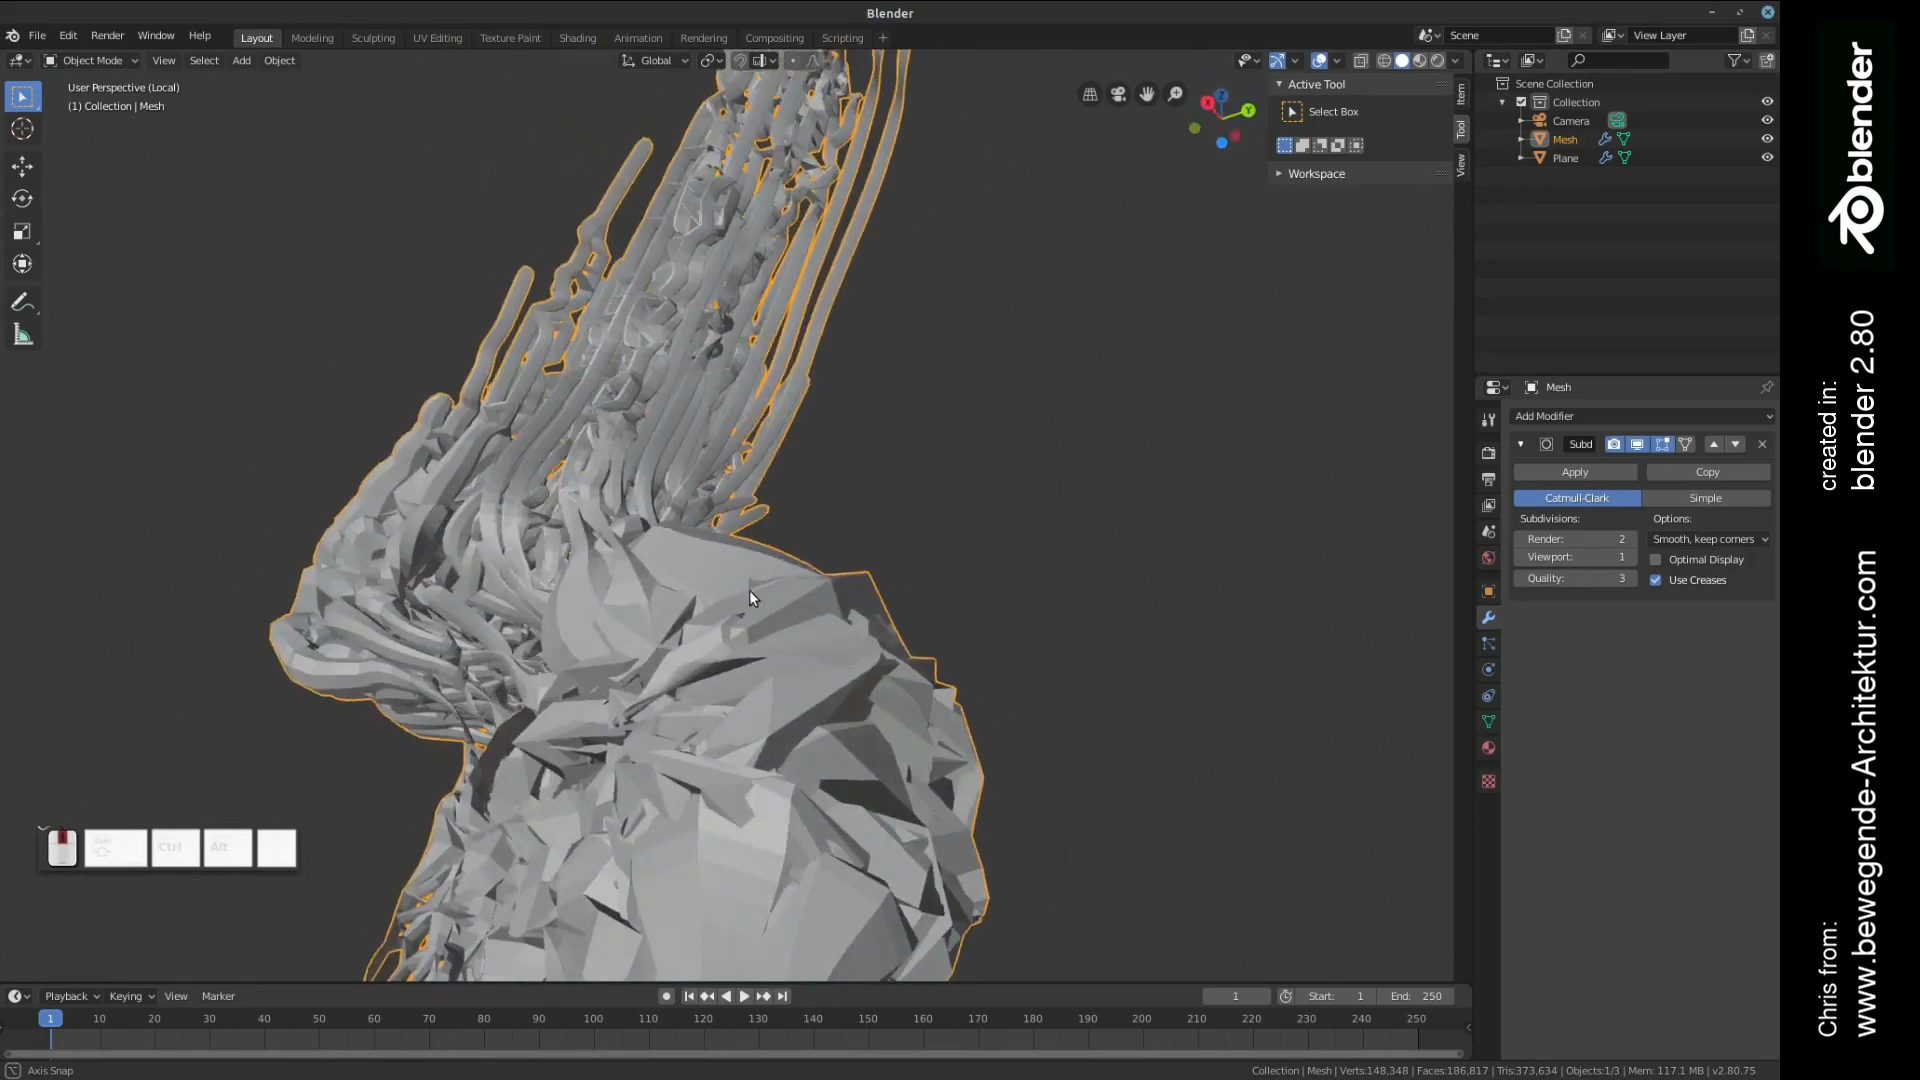 Blender
File Edit Render Window Help
Layout Modeling Sculpting UV Editing Texture Paint Shading Animation Rendering Compositing Scripting +
Scene
View Layer
Object Mode View Select Add Object
Global
User Perspective (Local)
(1) Collection | Mesh
Active Tool
Select Box
Workspace
Item
Tool
View
Scene Collection
Collection
Camera
Mesh
Plane
Mesh
Add Modifier
Subd
Apply Copy
Catmull-Clark Simple
Subdivisions: Options:
Render: 2 Smooth, keep corners
Viewport: 1 Optimal Display
Quality: 3 Use Creases
Ctrl Alt
Playback Keying View Marker
1 Start: 1 End: 250
1 10 20 30 40 50 60 70 80 90 100 110 120 130 140 150 160 170 180 190 200 210 220 230 240 250
Axis Snap
Collection | Mesh | Verts:148,348 | Faces:186,817 | Tris:373,634 | Objects:1/3 | Mem: 117.1 MB | v2.80.75
blender
created in:
blender 2.80
Chris from:
www.bewegende-Architektur.com